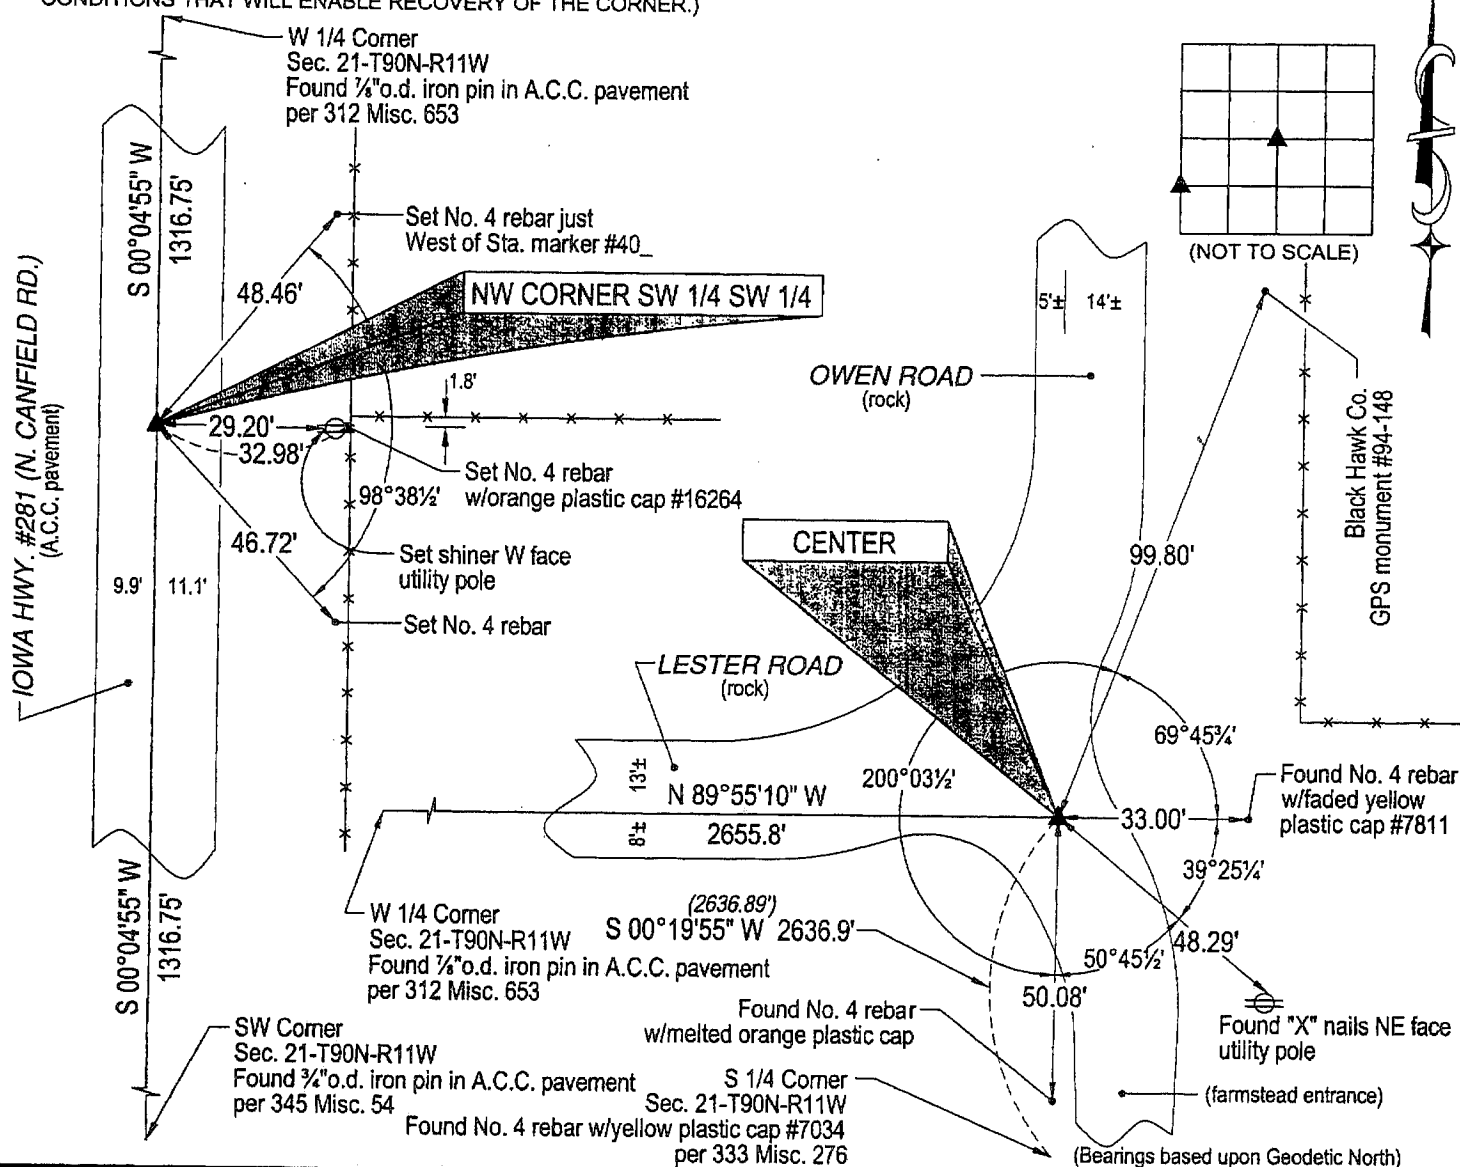 CONDITIONS THAT WILL ENABLE RECOVERY OF THE CORNER.)
W 1/4 Corner
Sec. 21-T90N-R11W
Found ⅞"o.d. iron pin in A.C.C. pavement
per 312 Misc. 653
S 00°04'55" W
1316.75'
Set No. 4 rebar just
West of Sta. marker #40_
48.46'
NW CORNER SW 1/4 SW 1/4
(NOT TO SCALE)
5'±
14'±
OWEN ROAD
(rock)
1.8'
29.20'
32.98'
Set No. 4 rebar
w/orange plastic cap #16264
98°38½'
46.72'
Set shiner W face
utility pole
Set No. 4 rebar
IOWA HWY. #281 (N. CANFIELD RD.)
(A.C.C. pavement)
9.9'
11.1'
CENTER
99.80'
Black Hawk Co.
GPS monument #94-148
LESTER ROAD
(rock)
13'±
8'±
N 89°55'10" W
2655.8'
200°03½'
69°45¾'
33.00'
Found No. 4 rebar
w/faded yellow
plastic cap #7811
39°25¼'
48.29'
50°45½'
50.08'
Found "X" nails NE face
utility pole
W 1/4 Corner
Sec. 21-T90N-R11W
Found ⅞"o.d. iron pin in A.C.C. pavement
per 312 Misc. 653
(2636.89')
S 00°19'55" W 2636.9'
Found No. 4 rebar
w/melted orange plastic cap
S 00°04'55" W
1316.75'
SW Corner
Sec. 21-T90N-R11W
Found ¾"o.d. iron pin in A.C.C. pavement
per 345 Misc. 54
S 1/4 Corner
Sec. 21-T90N-R11W
Found No. 4 rebar w/yellow plastic cap #7034
per 333 Misc. 276
(farmstead entrance)
(Bearings based upon Geodetic North)